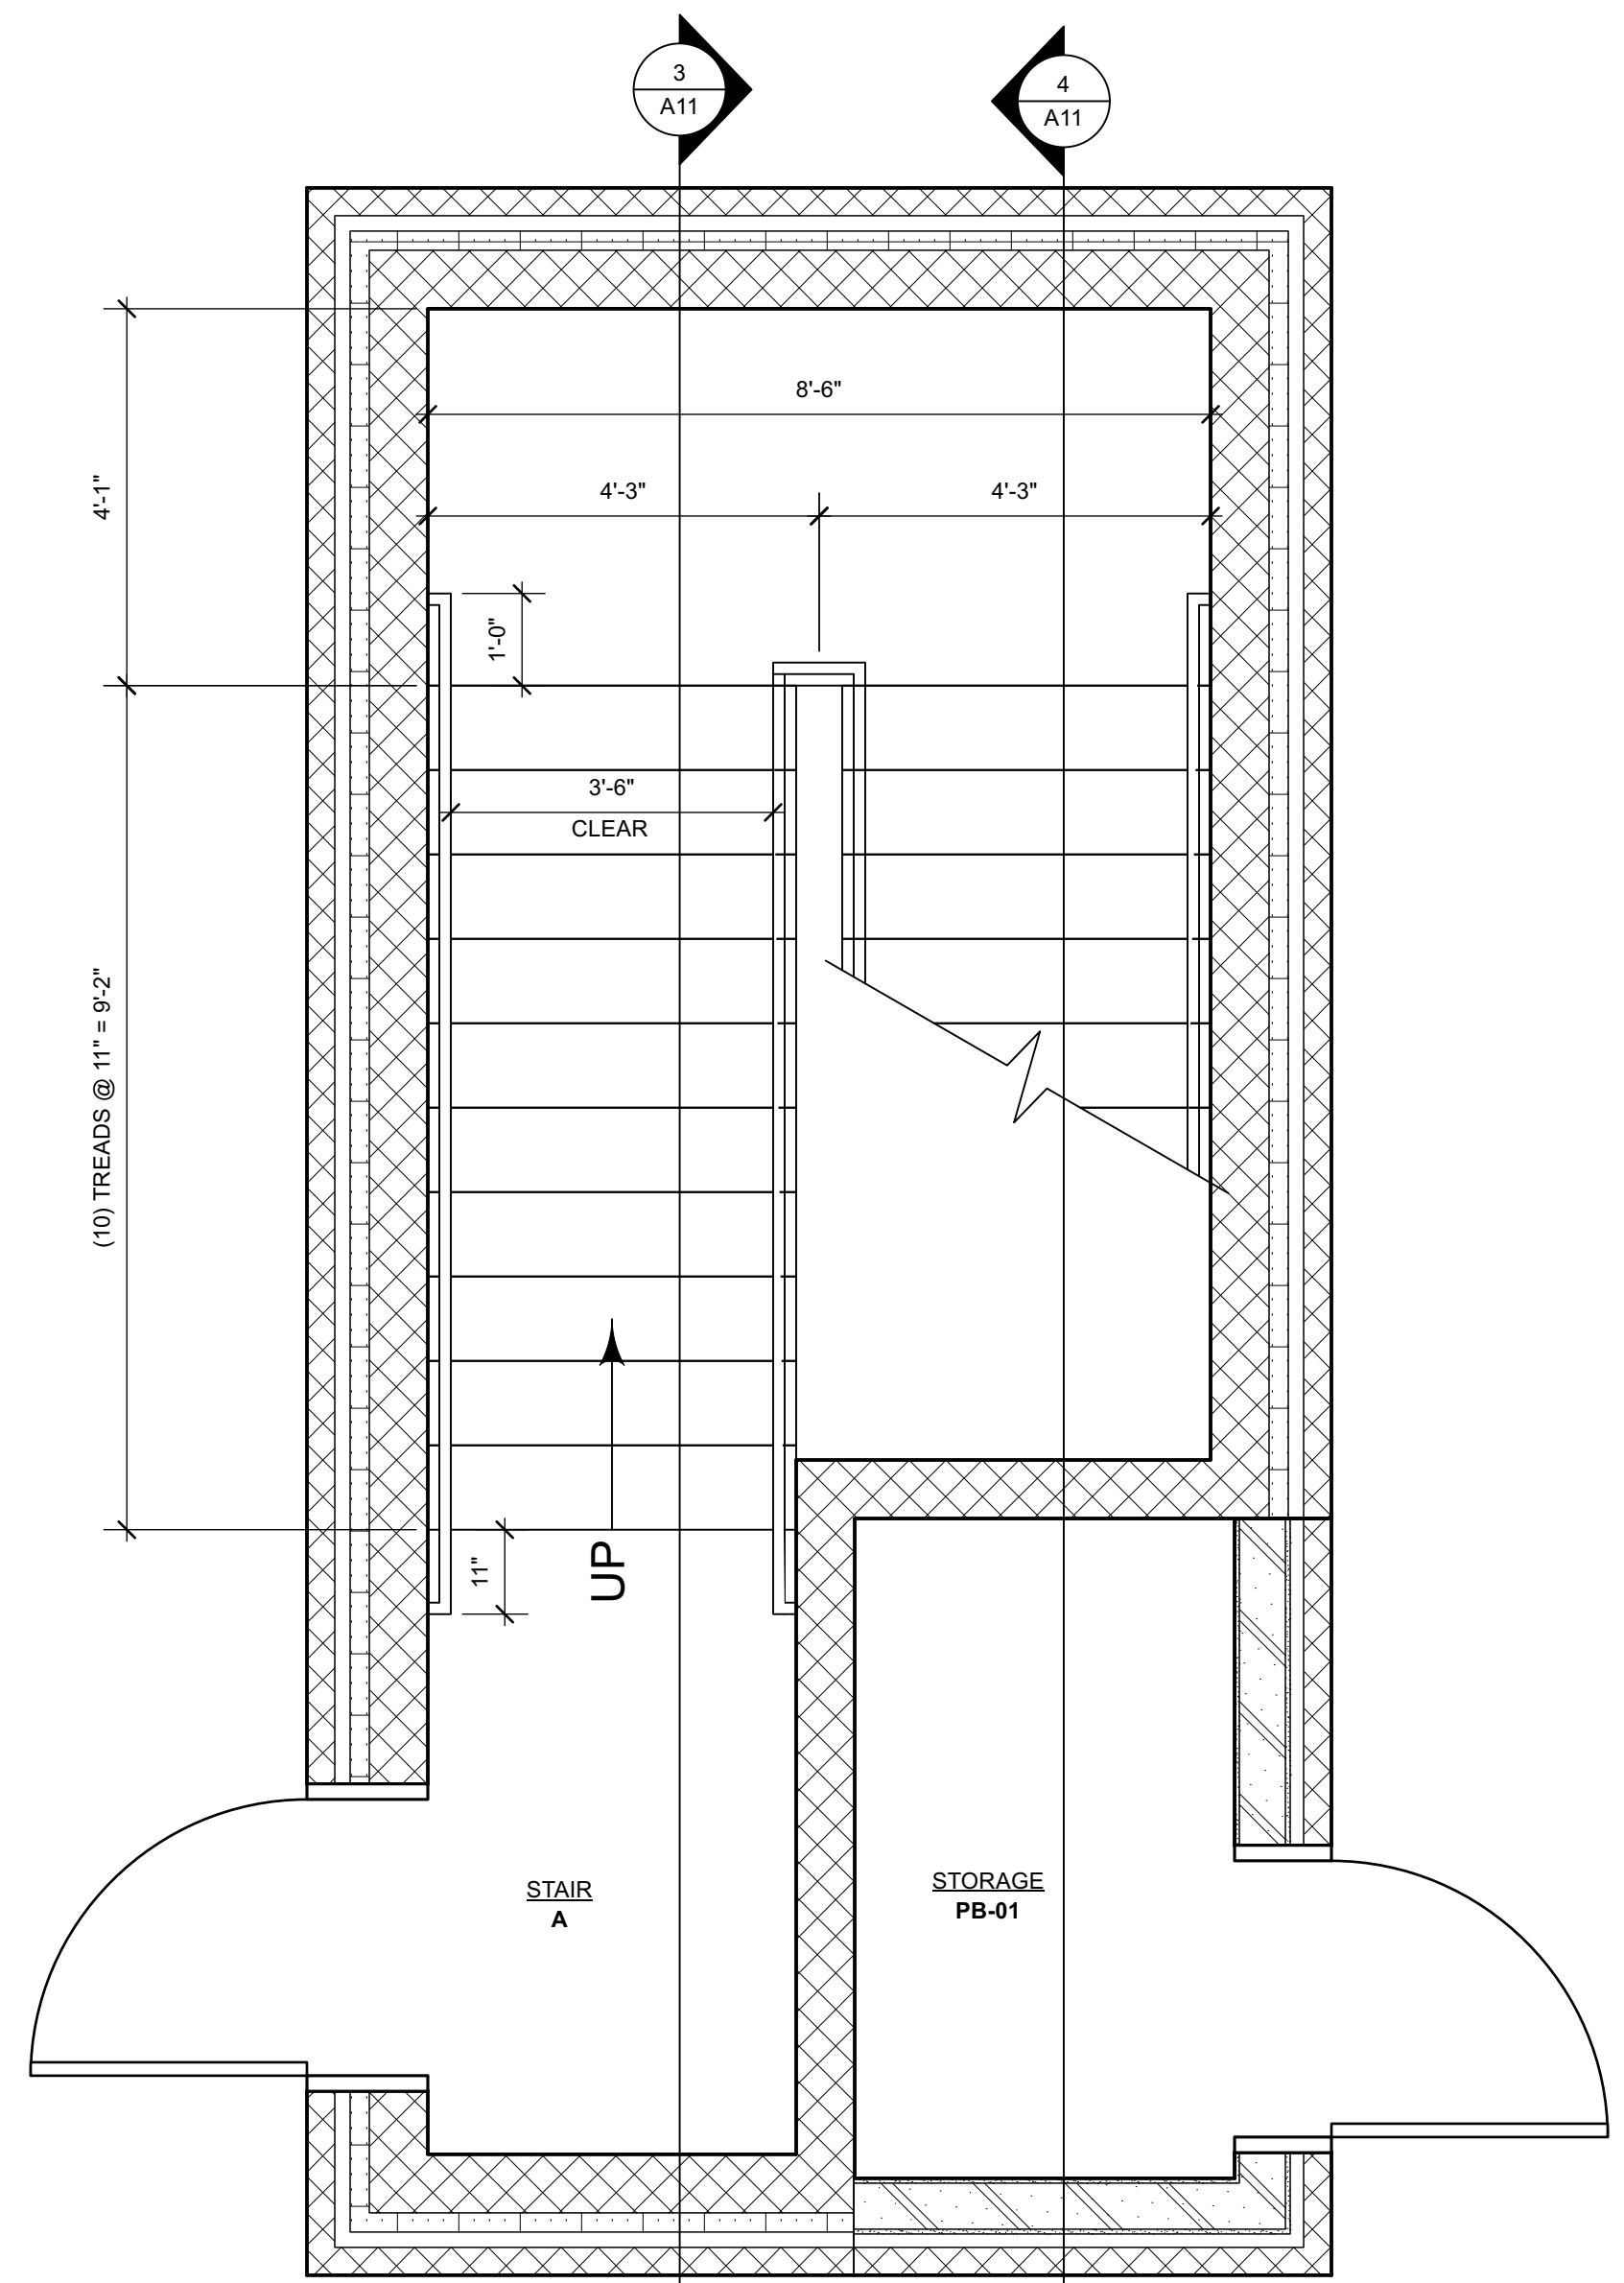 3
A11
4
A11
8'-6"
4'-3"
4'-3"
4'-1"
1'-0"
3'-6"
CLEAR
(10) TREADS @ 11" = 9'-2"
11"
UP
STAIR
A
STORAGE
PB-01